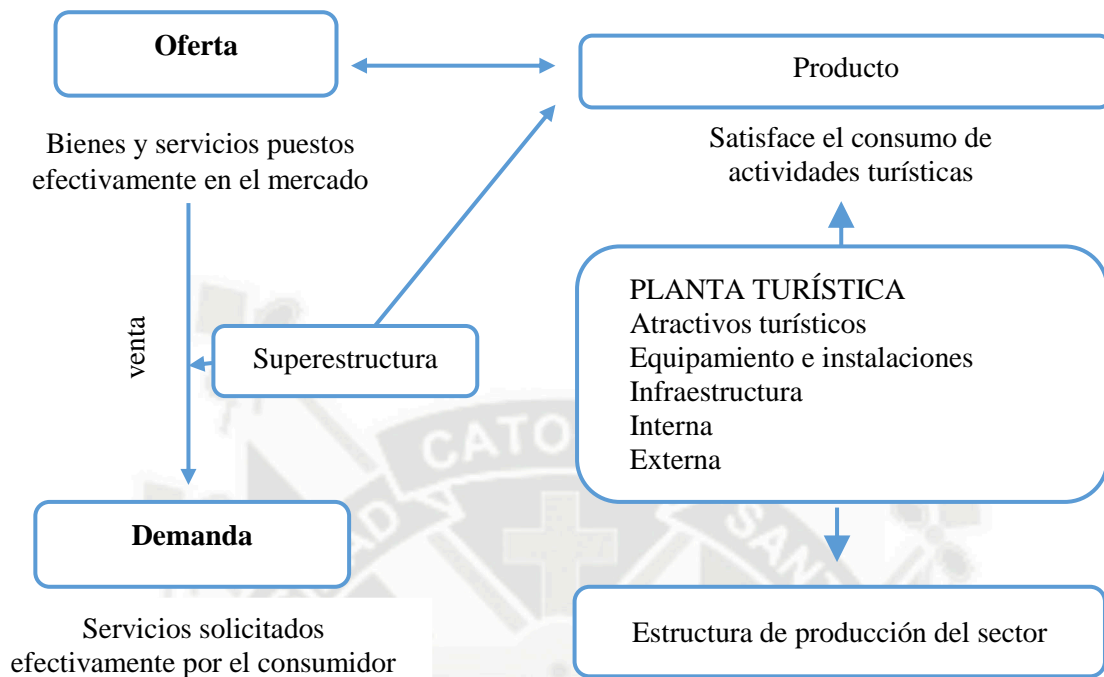 Oferta
Producto
Bienes y servicios puestos
efectivamente en el mercado
Satisface el consumo de
actividades turísticas
venta
Superestructura
PLANTA TURÍSTICA
Atractivos turísticos
Equipamiento e instalaciones
Infraestructura
Interna
Externa
Demanda
Servicios solicitados
efectivamente por el consumidor
Estructura de producción del sector